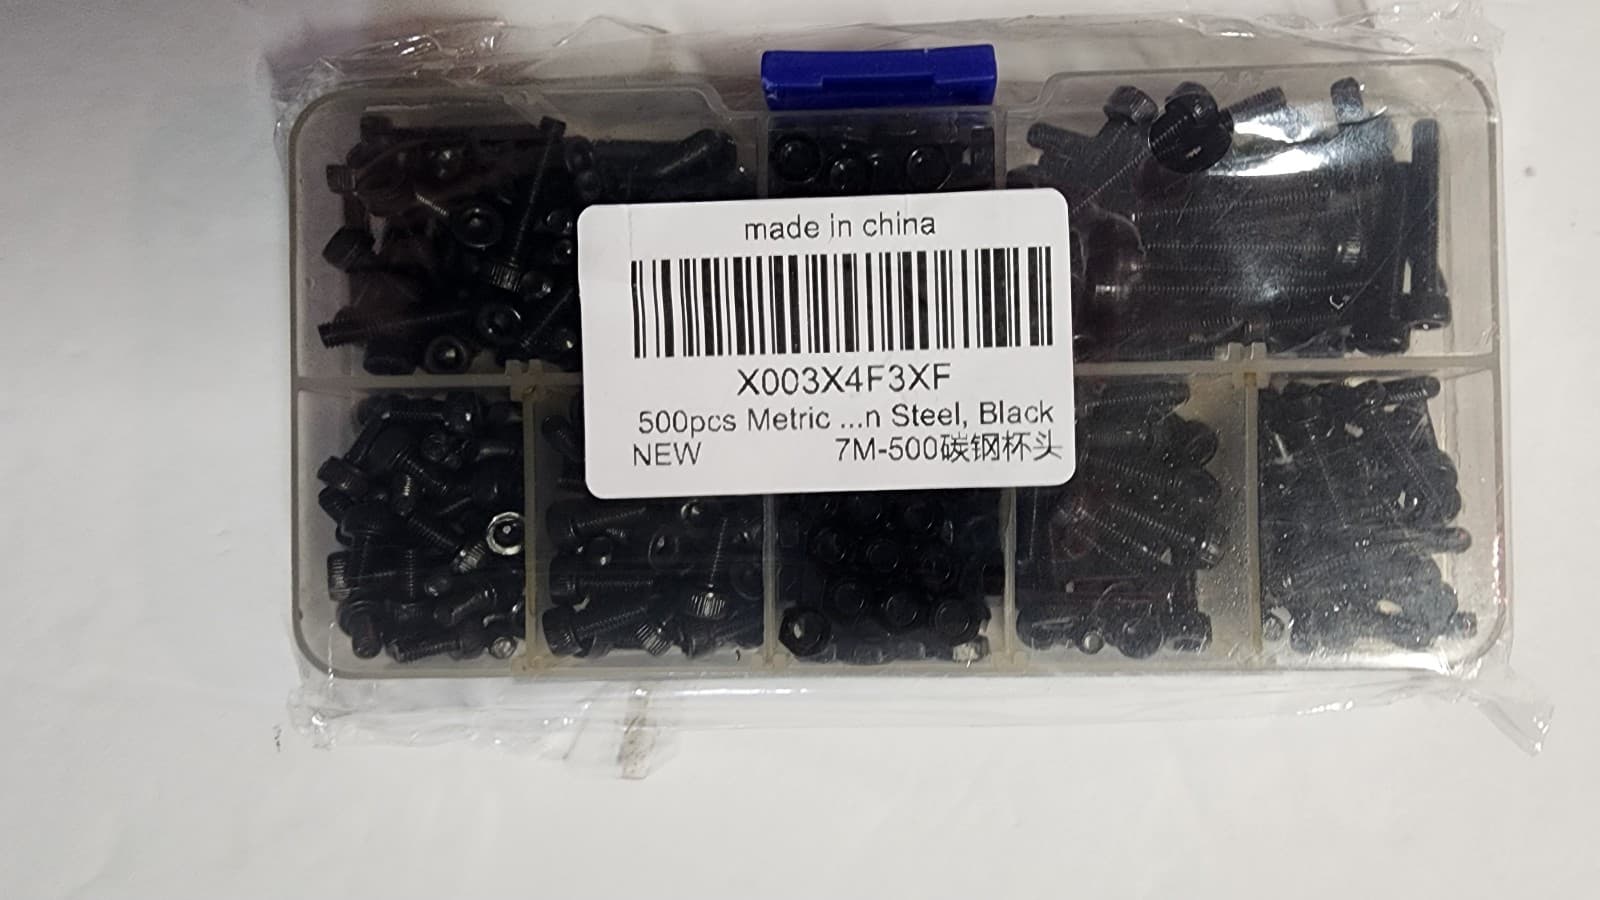 made in china
X003X4F3XF
500pcs Metric ...n Steel, Black
NEW 7M-500碳钢杯头